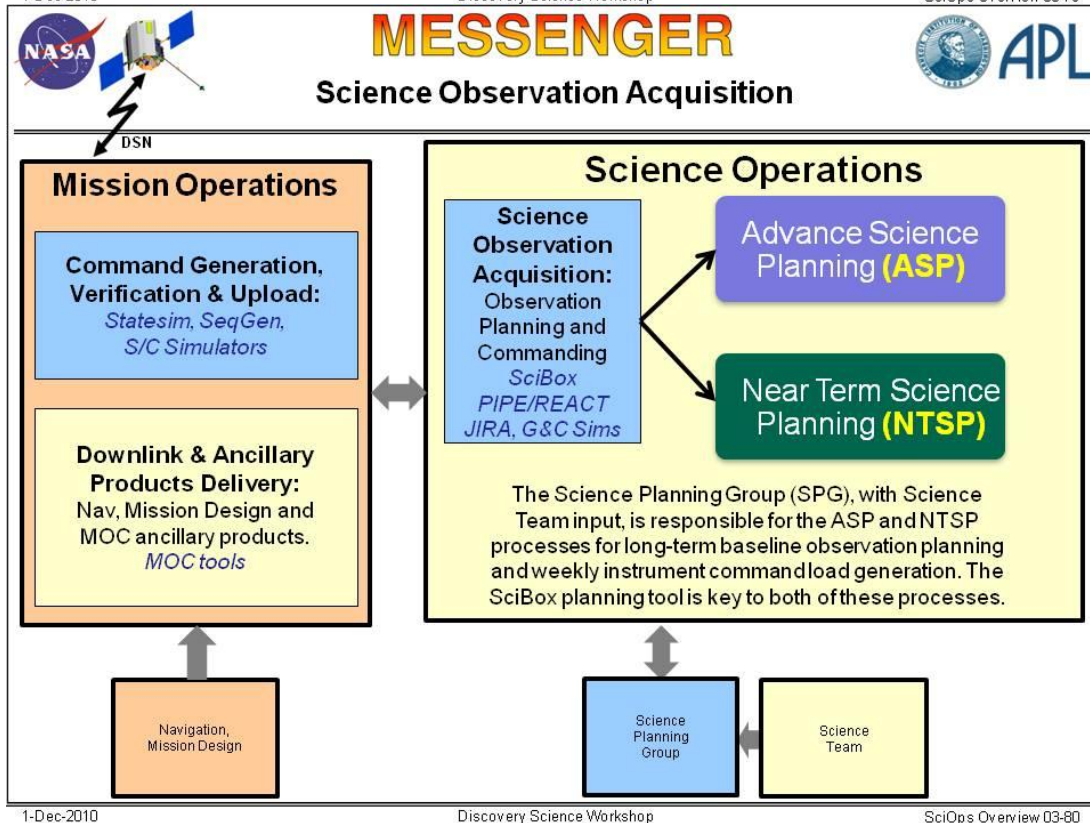 Discovery Science Workshop
NASA
MESSENGER
APL
Science Observation Acquisition
DSN
Mission Operations
Command Generation,
Verification & Upload:
Statesim, SeqGen,
S/C Simulators
Downlink & Ancillary
Products Delivery:
Nav, Mission Design and
MOC ancillary products.
MOC tools
Science Operations
Science
Observation
Acquisition:
Observation
Planning and
Commanding
SciBox
PIPE/REACT
JIRA, G&C Sims
Advance Science
Planning (ASP)
Near Term Science
Planning (NTSP)
The Science Planning Group (SPG), with Science
Team input, is responsible for the ASP and NTSP
processes for long-term baseline observation planning
and weekly instrument command load generation. The
SciBox planning tool is key to both of these processes.
Navigation,
Mission Design
Science
Planning
Group
Science
Team
1-Dec-2010
Discovery Science Workshop
SciOps Overview 03-80